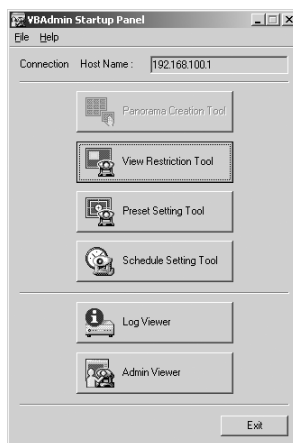 VBAdmin Startup Panel
File Help
Connection Host Name : 192.168.100.1
Panorama Creation Tool
View Restriction Tool
Preset Setting Tool
Schedule Setting Tool
Log Viewer
Admin Viewer
Exit